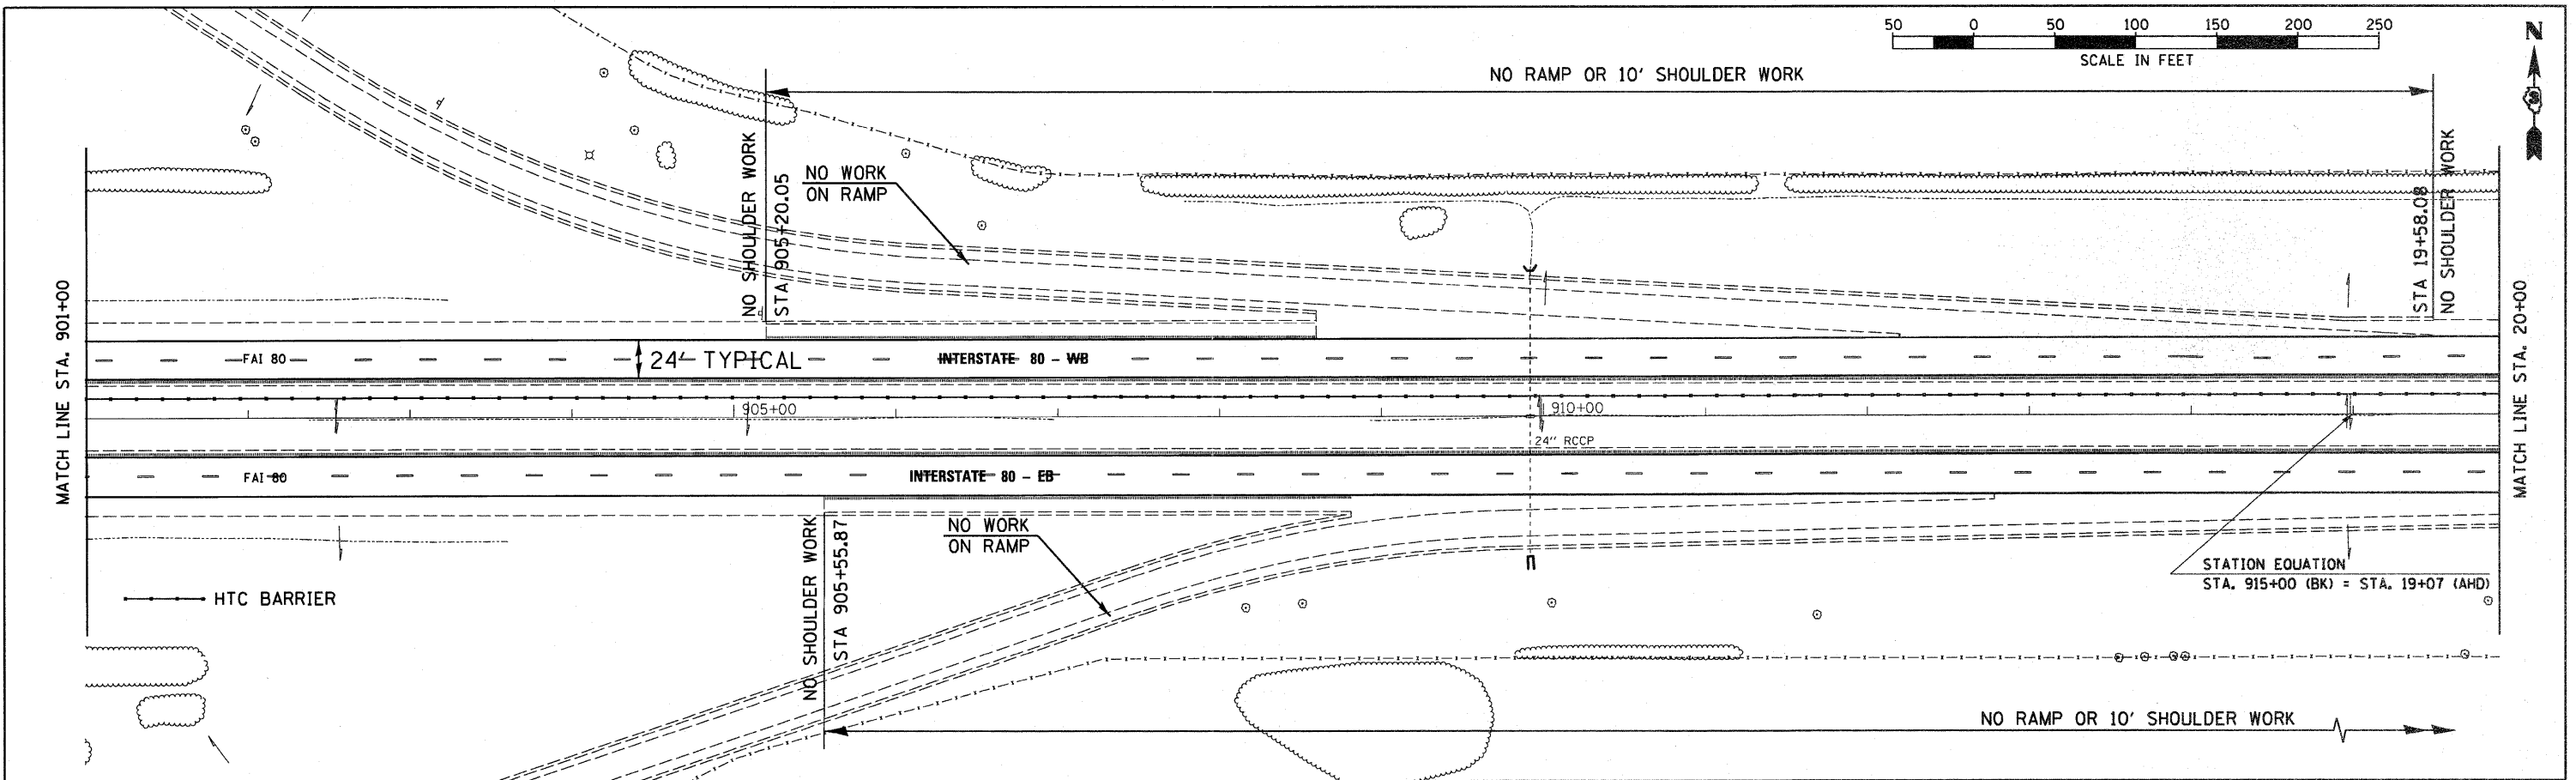 50 0 50 100 150 200 250
SCALE IN FEET
N
NO RAMP OR 10' SHOULDER WORK
NO SHOULDER WORK
STA 905+20.05
NO WORK
ON RAMP
STA 19+58.08
NO SHOULDER WORK
MATCH LINE STA. 901+00
MATCH LINE STA. 20+00
FAI 80
24' TYPICAL
INTERSTATE 80 - WB
905+00
910+00
24" RCCP
FAI 80
INTERSTATE 80 - EB
NO SHOULDER WORK
STA 905+55.87
NO WORK
ON RAMP
STATION EQUATION
STA. 915+00 (BK) = STA. 19+07 (AHD)
HTC BARRIER
NO RAMP OR 10' SHOULDER WORK